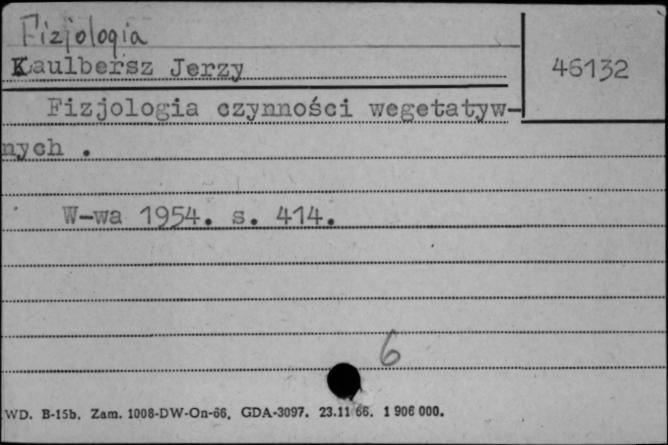 Fizjologia
Kaulbersz Jerzy
46132
Fizjologia czynności wegetatyw-
nych .
W-wa 1954. s. 414.
6
WD. B-15b. Zam. 1008-DW-On-66. GDA-3097. 23.11 66. 1 906 000.